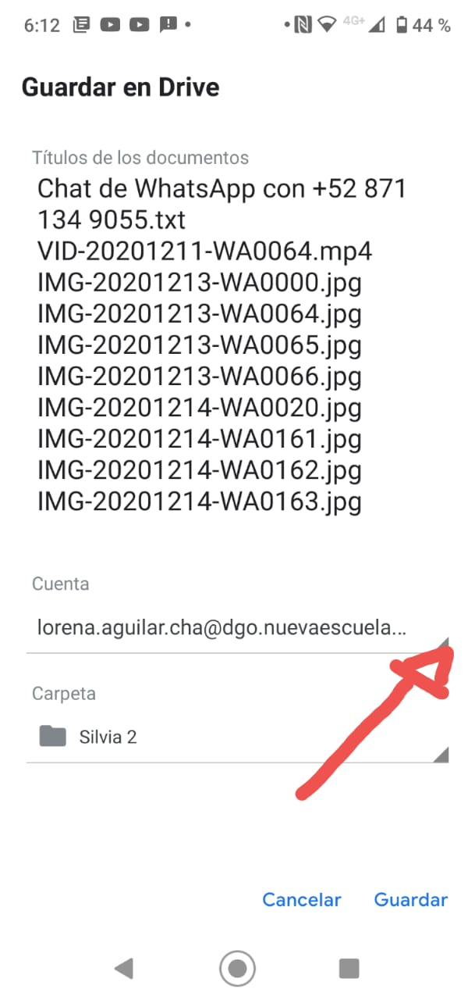 6:12
4G+
44 %
Guardar en Drive
Títulos de los documentos
Chat de WhatsApp con +52 871
134 9055.txt
VID-20201211-WA0064.mp4
IMG-20201213-WA0000.jpg
IMG-20201213-WA0064.jpg
IMG-20201213-WA0065.jpg
IMG-20201213-WA0066.jpg
IMG-20201214-WA0020.jpg
IMG-20201214-WA0161.jpg
IMG-20201214-WA0162.jpg
IMG-20201214-WA0163.jpg
Cuenta
lorena.aguilar.cha@dgo.nuevaescuela...
Carpeta
Silvia 2
Cancelar
Guardar